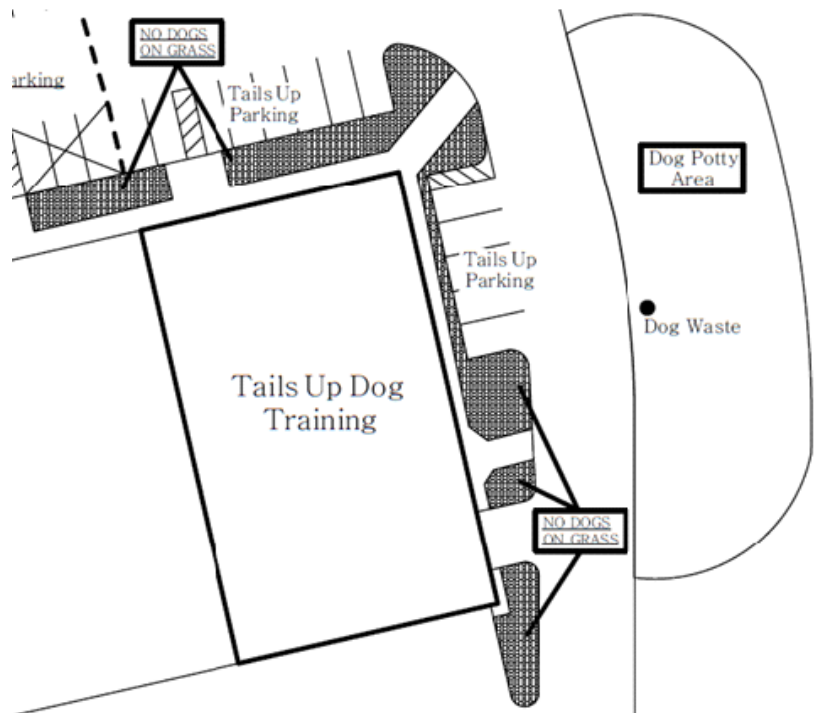 NO DOGS
ON GRASS
arking
Tails Up
Parking
Dog Potty
Area
Tails Up
Parking
Dog Waste
Tails Up Dog
Training
NO DOGS
ON GRASS